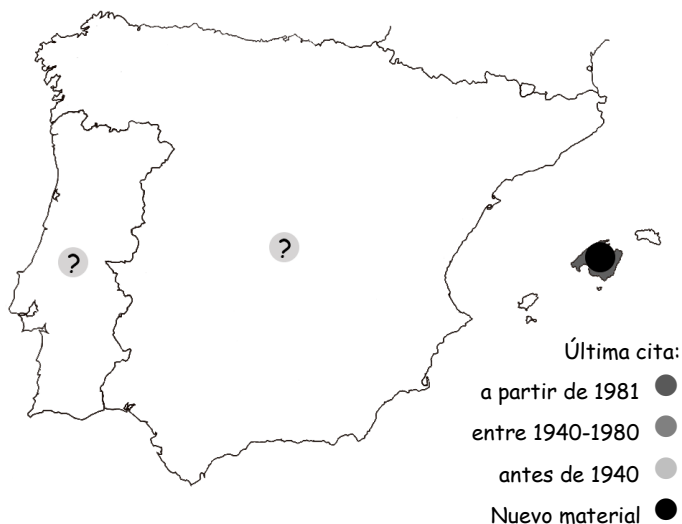 ?
?
Última cita:
a partir de 1981
entre 1940-1980
antes de 1940
Nuevo material